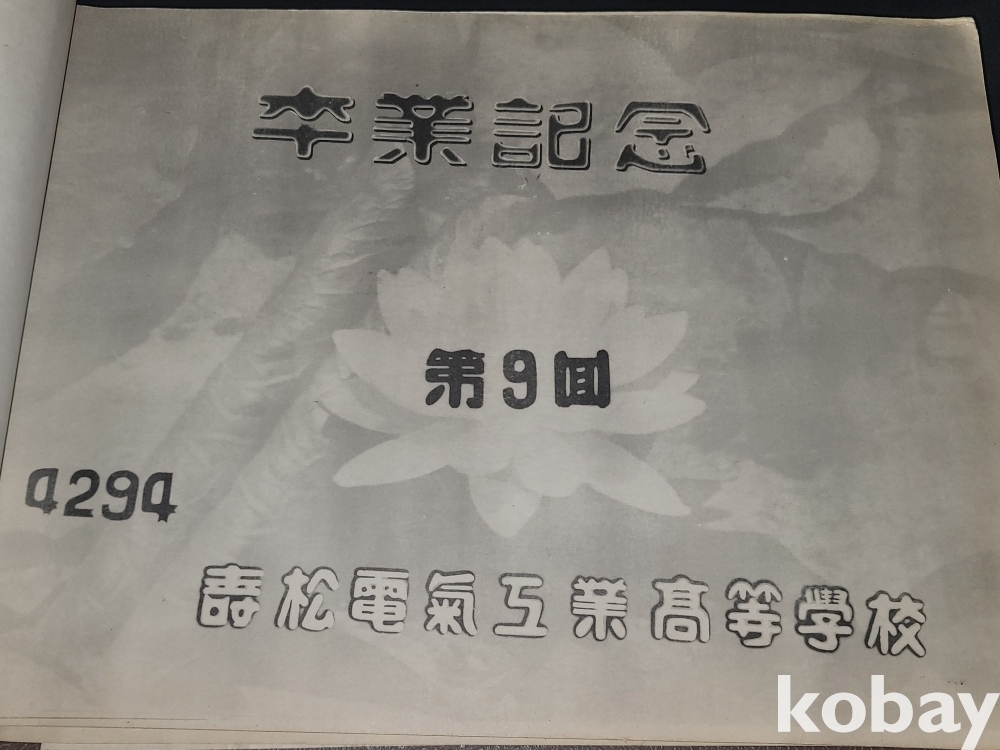 卒業記念
第9回
4294
壽松電氣工業高等學校
kobay